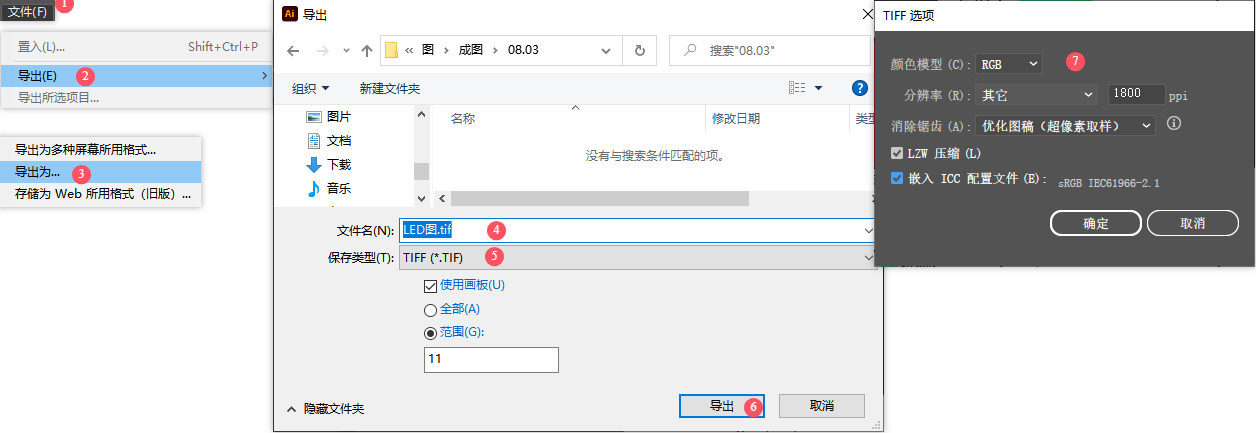 文件(F) 1
置入(L)... Shift+Ctrl+P
导出(E) 2
导出所选项目...
导出为多种屏幕所用格式...
导出为... 3
存储为 Web 所用格式（旧版）...
Ai 导出
« 图 › 成图 › 08.03
搜索"08.03"
组织 新建文件夹 ?
图片
文档
下载
音乐
名称 修改日期 类型
没有与搜索条件匹配的项。
文件名(N): LED图.tif 4
保存类型(T): TIFF (*.TIF) 5
使用画板(U)
全部(A)
范围(G):
11
隐藏文件夹 导出 6 取消
TIFF 选项
颜色模型(C): RGB 7
分辨率(R): 其它 1800 ppi
消除锯齿(A): 优化图稿（超像素取样）
LZW 压缩(L)
嵌入 ICC 配置文件(E): sRGB IEC61966-2.1
确定 取消